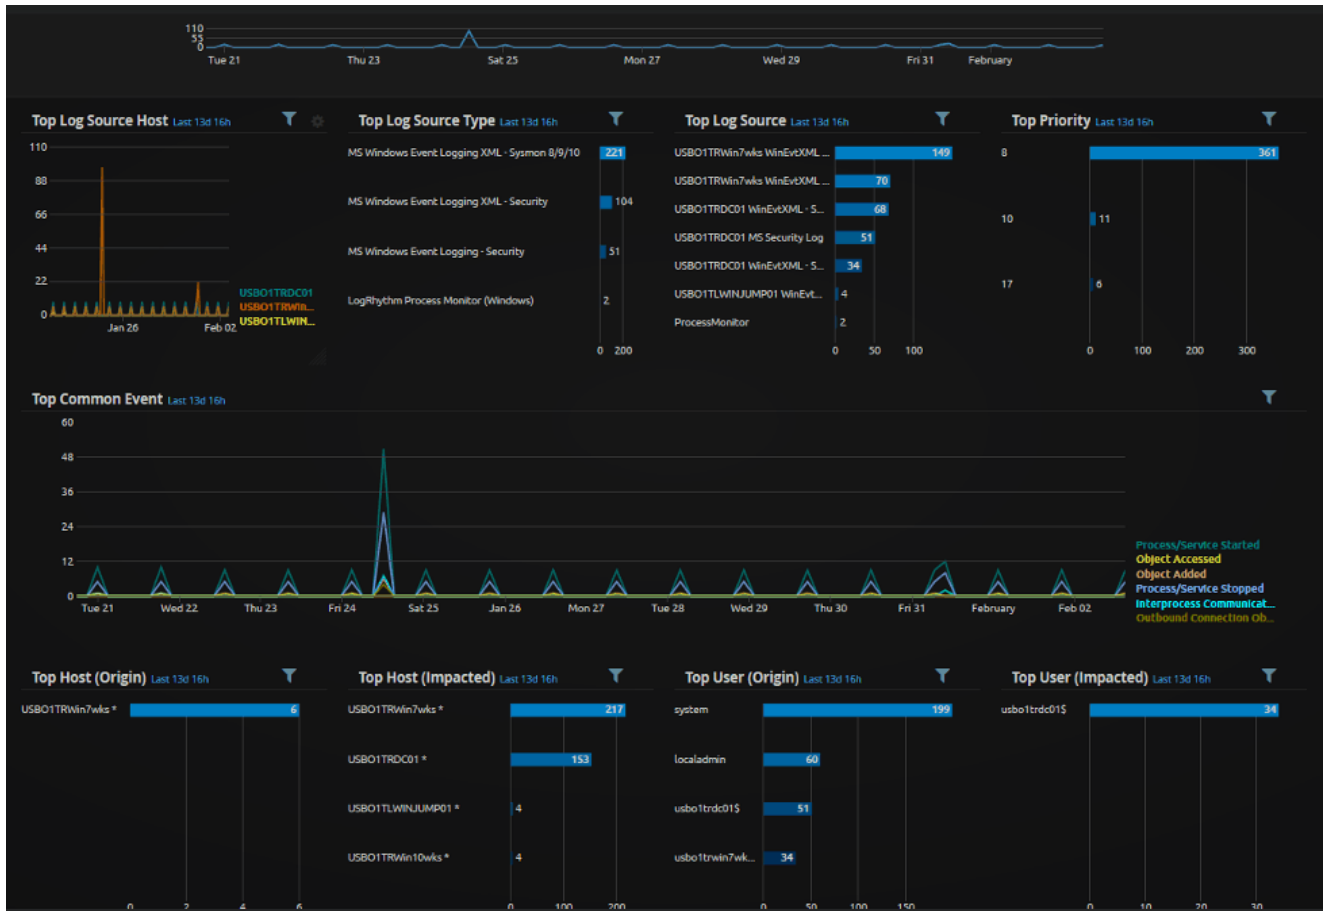 110
55
0
Tue 21 Thu 23 Sat 25 Mon 27 Wed 29 Fri 31 February
Top Log Source Host Last 13d 16h
110
88
66
44
22
0
Jan 26 Feb 02
USBO1TRDC01
USBO1TRWin...
USBO1TLWIN...
Top Log Source Type Last 13d 16h
MS Windows Event Logging XML - Sysmon 8/9/10 221
MS Windows Event Logging XML - Security 104
MS Windows Event Logging - Security 51
LogRhythm Process Monitor (Windows) 2
0 200
Top Log Source Last 13d 16h
USBO1TRWin7wks WinEvtXML ... 149
USBO1TRWin7wks WinEvtXML ... 70
USBO1TRDC01 WinEvtXML - S... 68
USBO1TRDC01 MS Security Log 51
USBO1TRDC01 WinEvtXML - S... 34
USBO1TLWINJUMP01 WinEvt... 4
ProcessMonitor 2
0 50 100
Top Priority Last 13d 16h
8 361
10 11
17 6
0 100 200 300
Top Common Event Last 13d 16h
60
48
36
24
12
0
Tue 21 Wed 22 Thu 23 Fri 24 Sat 25 Jan 26 Mon 27 Tue 28 Wed 29 Thu 30 Fri 31 February Feb 02
Process/Service Started
Object Accessed
Object Added
Process/Service Stopped
Interprocess Communicat...
Outbound Connection Ob...
Top Host (Origin) Last 13d 16h
USBO1TRWin7wks * 6
0 2 4 6
Top Host (Impacted) Last 13d 16h
USBO1TRWin7wks * 217
USBO1TRDC01 * 153
USBO1TLWINJUMP01 * 4
USBO1TRWin10wks * 4
0 100 200
Top User (Origin) Last 13d 16h
system 199
localadmin 60
usbo1trdc01$ 51
usbo1trwin7wk... 34
0 50 100 150
Top User (Impacted) Last 13d 16h
usbo1trdc01$ 34
0 10 20 30